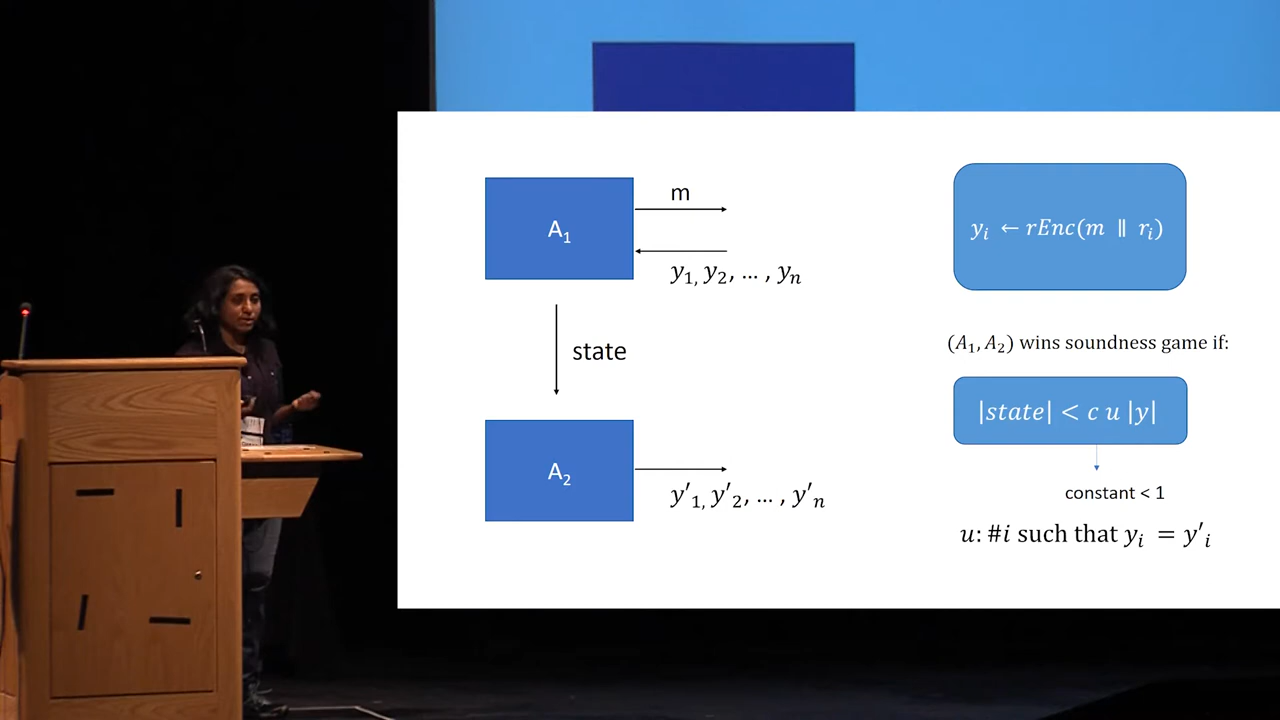 A₁
m
y₁, y₂, … , yₙ
state
A₂
y′₁, y′₂, … , y′ₙ
yᵢ ← rEnc(m ∥ rᵢ)
(A₁, A₂) wins soundness game if:
|state| < c u |y|
constant < 1
u: #i such that yᵢ = y′ᵢ